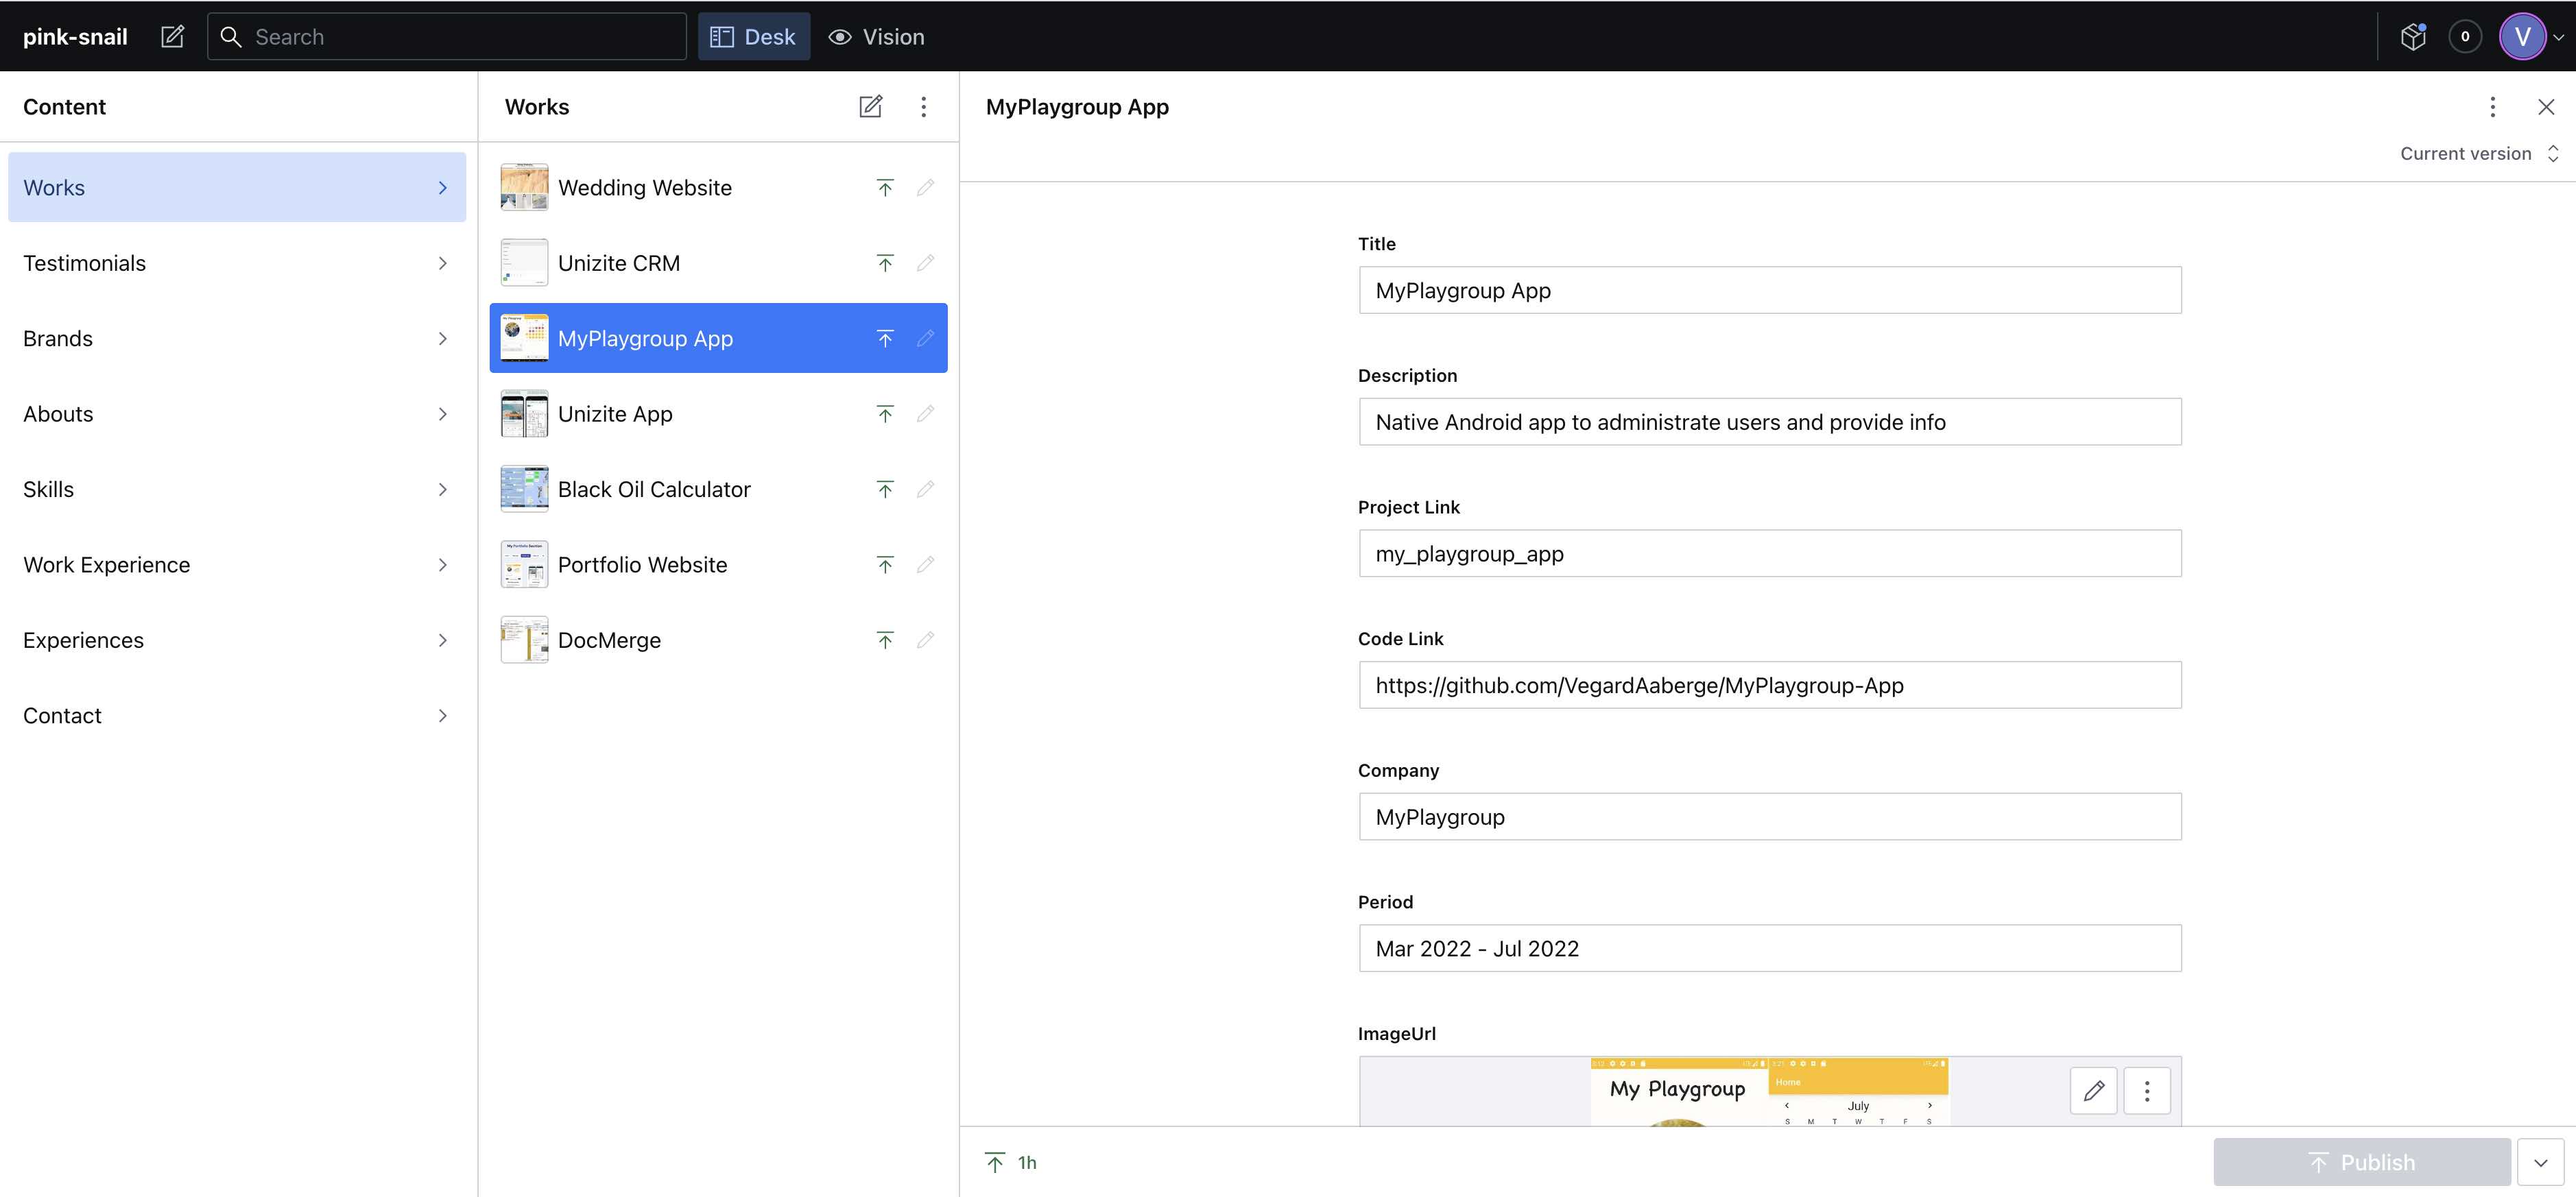 pink-snail
Search
Desk
Vision
0
V
Content
Works
Testimonials
Brands
Abouts
Skills
Work Experience
Experiences
Contact
Works
Wedding Website
Unizite CRM
MyPlaygroup App
Unizite App
Black Oil Calculator
Portfolio Website
DocMerge
MyPlaygroup App
Current version
Title
MyPlaygroup App
Description
Native Android app to administrate users and provide info
Project Link
my_playgroup_app
Code Link
https://github.com/VegardAaberge/MyPlaygroup-App
Company
MyPlaygroup
Period
Mar 2022 - Jul 2022
ImageUrl
My Playgroup
Home
July
S M T W T F S
1h
Publish